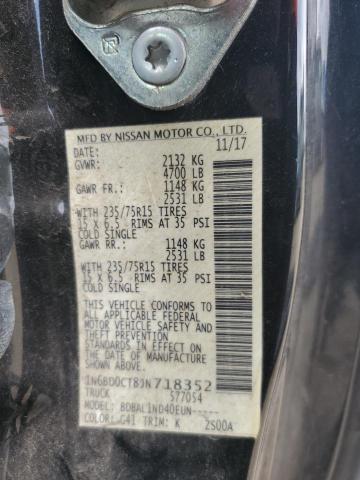 MFD BY NISSAN MOTOR CO., LTD.
DATE: 11/17
GVWR: 2132 KG
4700 LB
GAWR FR.: 1148 KG
2531 LB
WITH 235/75R15 TIRES
15 X 6.5 RIMS AT 35 PSI
COLD SINGLE
GAWR RR.: 1148 KG
2531 LB
WITH 235/75R15 TIRES
15 X 6.5 RIMS AT 35 PSI
COLD SINGLE
THIS VEHICLE CONFORMS TO ALL
APPLICABLE FEDERAL MOTOR
VEHICLE SAFETY AND
THEFT PREVENTION
STANDARDS IN EFFECT ON THE
DATE OF MANUFACTURE SHOWN
ABOVE.
1N6BD0CT8JN718352
TRUCK 577054
MODEL: BDBAL1ND40EUN-----
COLOR: G41 TRIM: K 2S00A